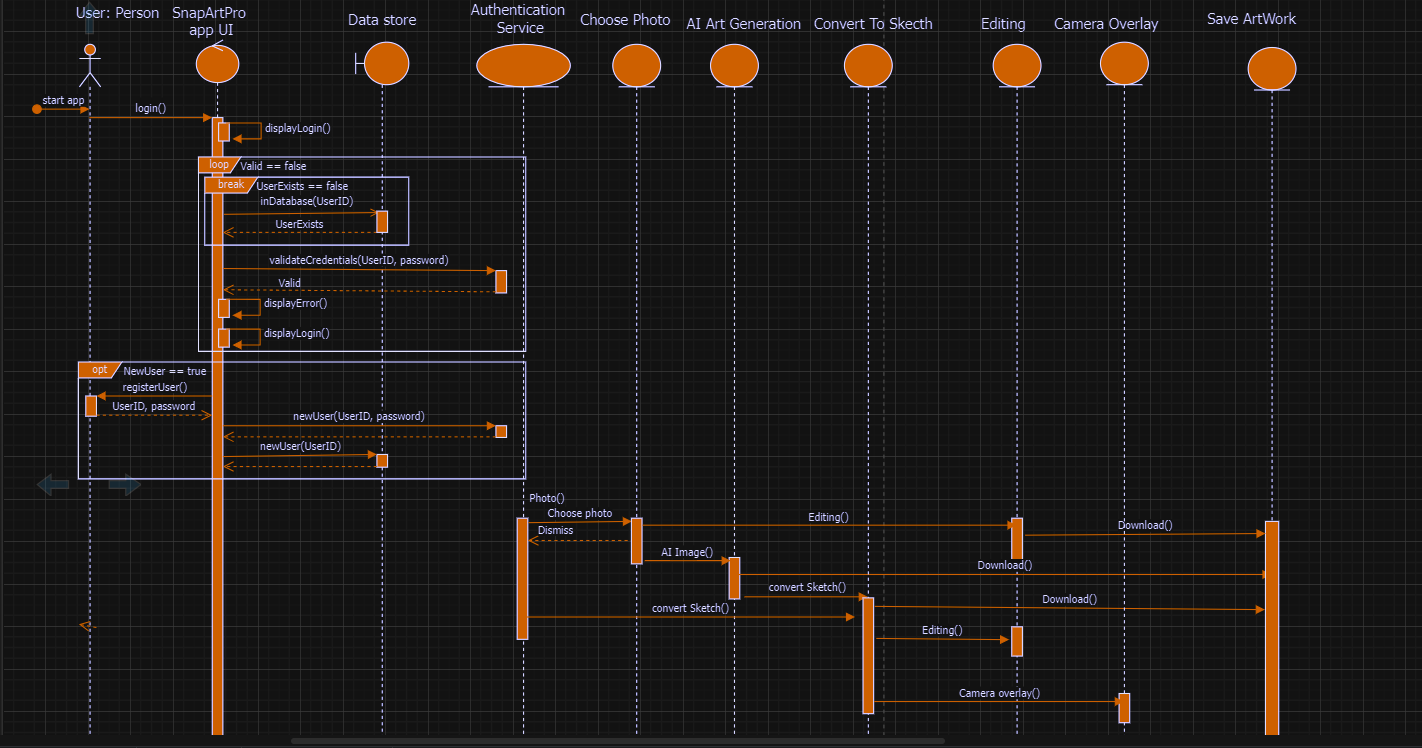 User: Person
SnapArtPro
app UI
Data store
Authentication
Service
Choose Photo
AI Art Generation
Convert To Skecth
Editing
Camera Overlay
Save ArtWork
start app
login()
displayLogin()
loop
Valid == false
break
UserExists == false
inDatabase(UserID)
UserExists
validateCredentials(UserID, password)
Valid
displayError()
displayLogin()
opt
NewUser == true
registerUser()
UserID, password
newUser(UserID, password)
newUser(UserID)
Photo()
Choose photo
Editing()
Download()
Dismiss
AI Image()
Download()
convert Sketch()
Download()
convert Sketch()
Editing()
Camera overlay()